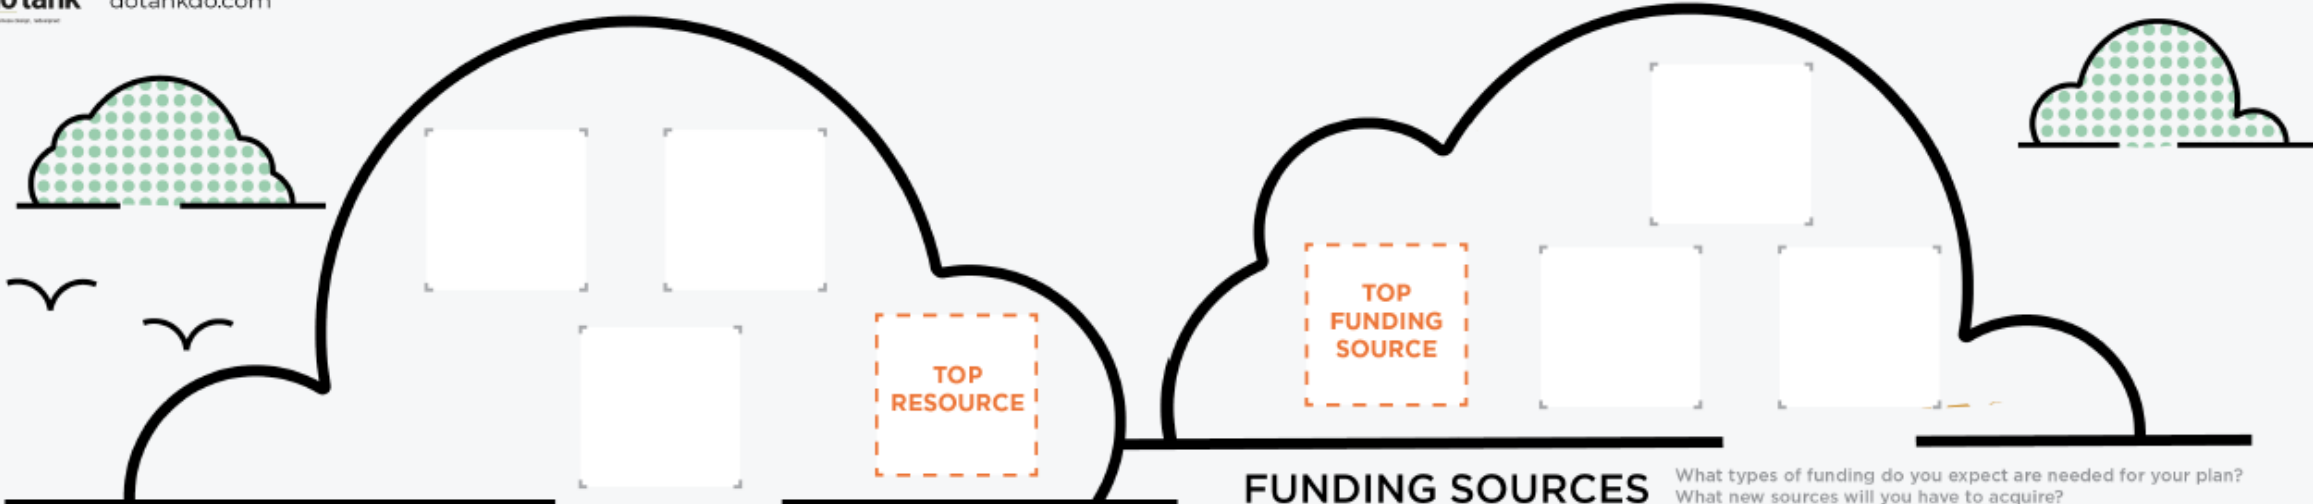 dotankdo.com
TOP
RESOURCE
TOP
FUNDING
SOURCE
FUNDING SOURCES
What types of funding do you expect are needed for your plan?
What new sources will you have to acquire?